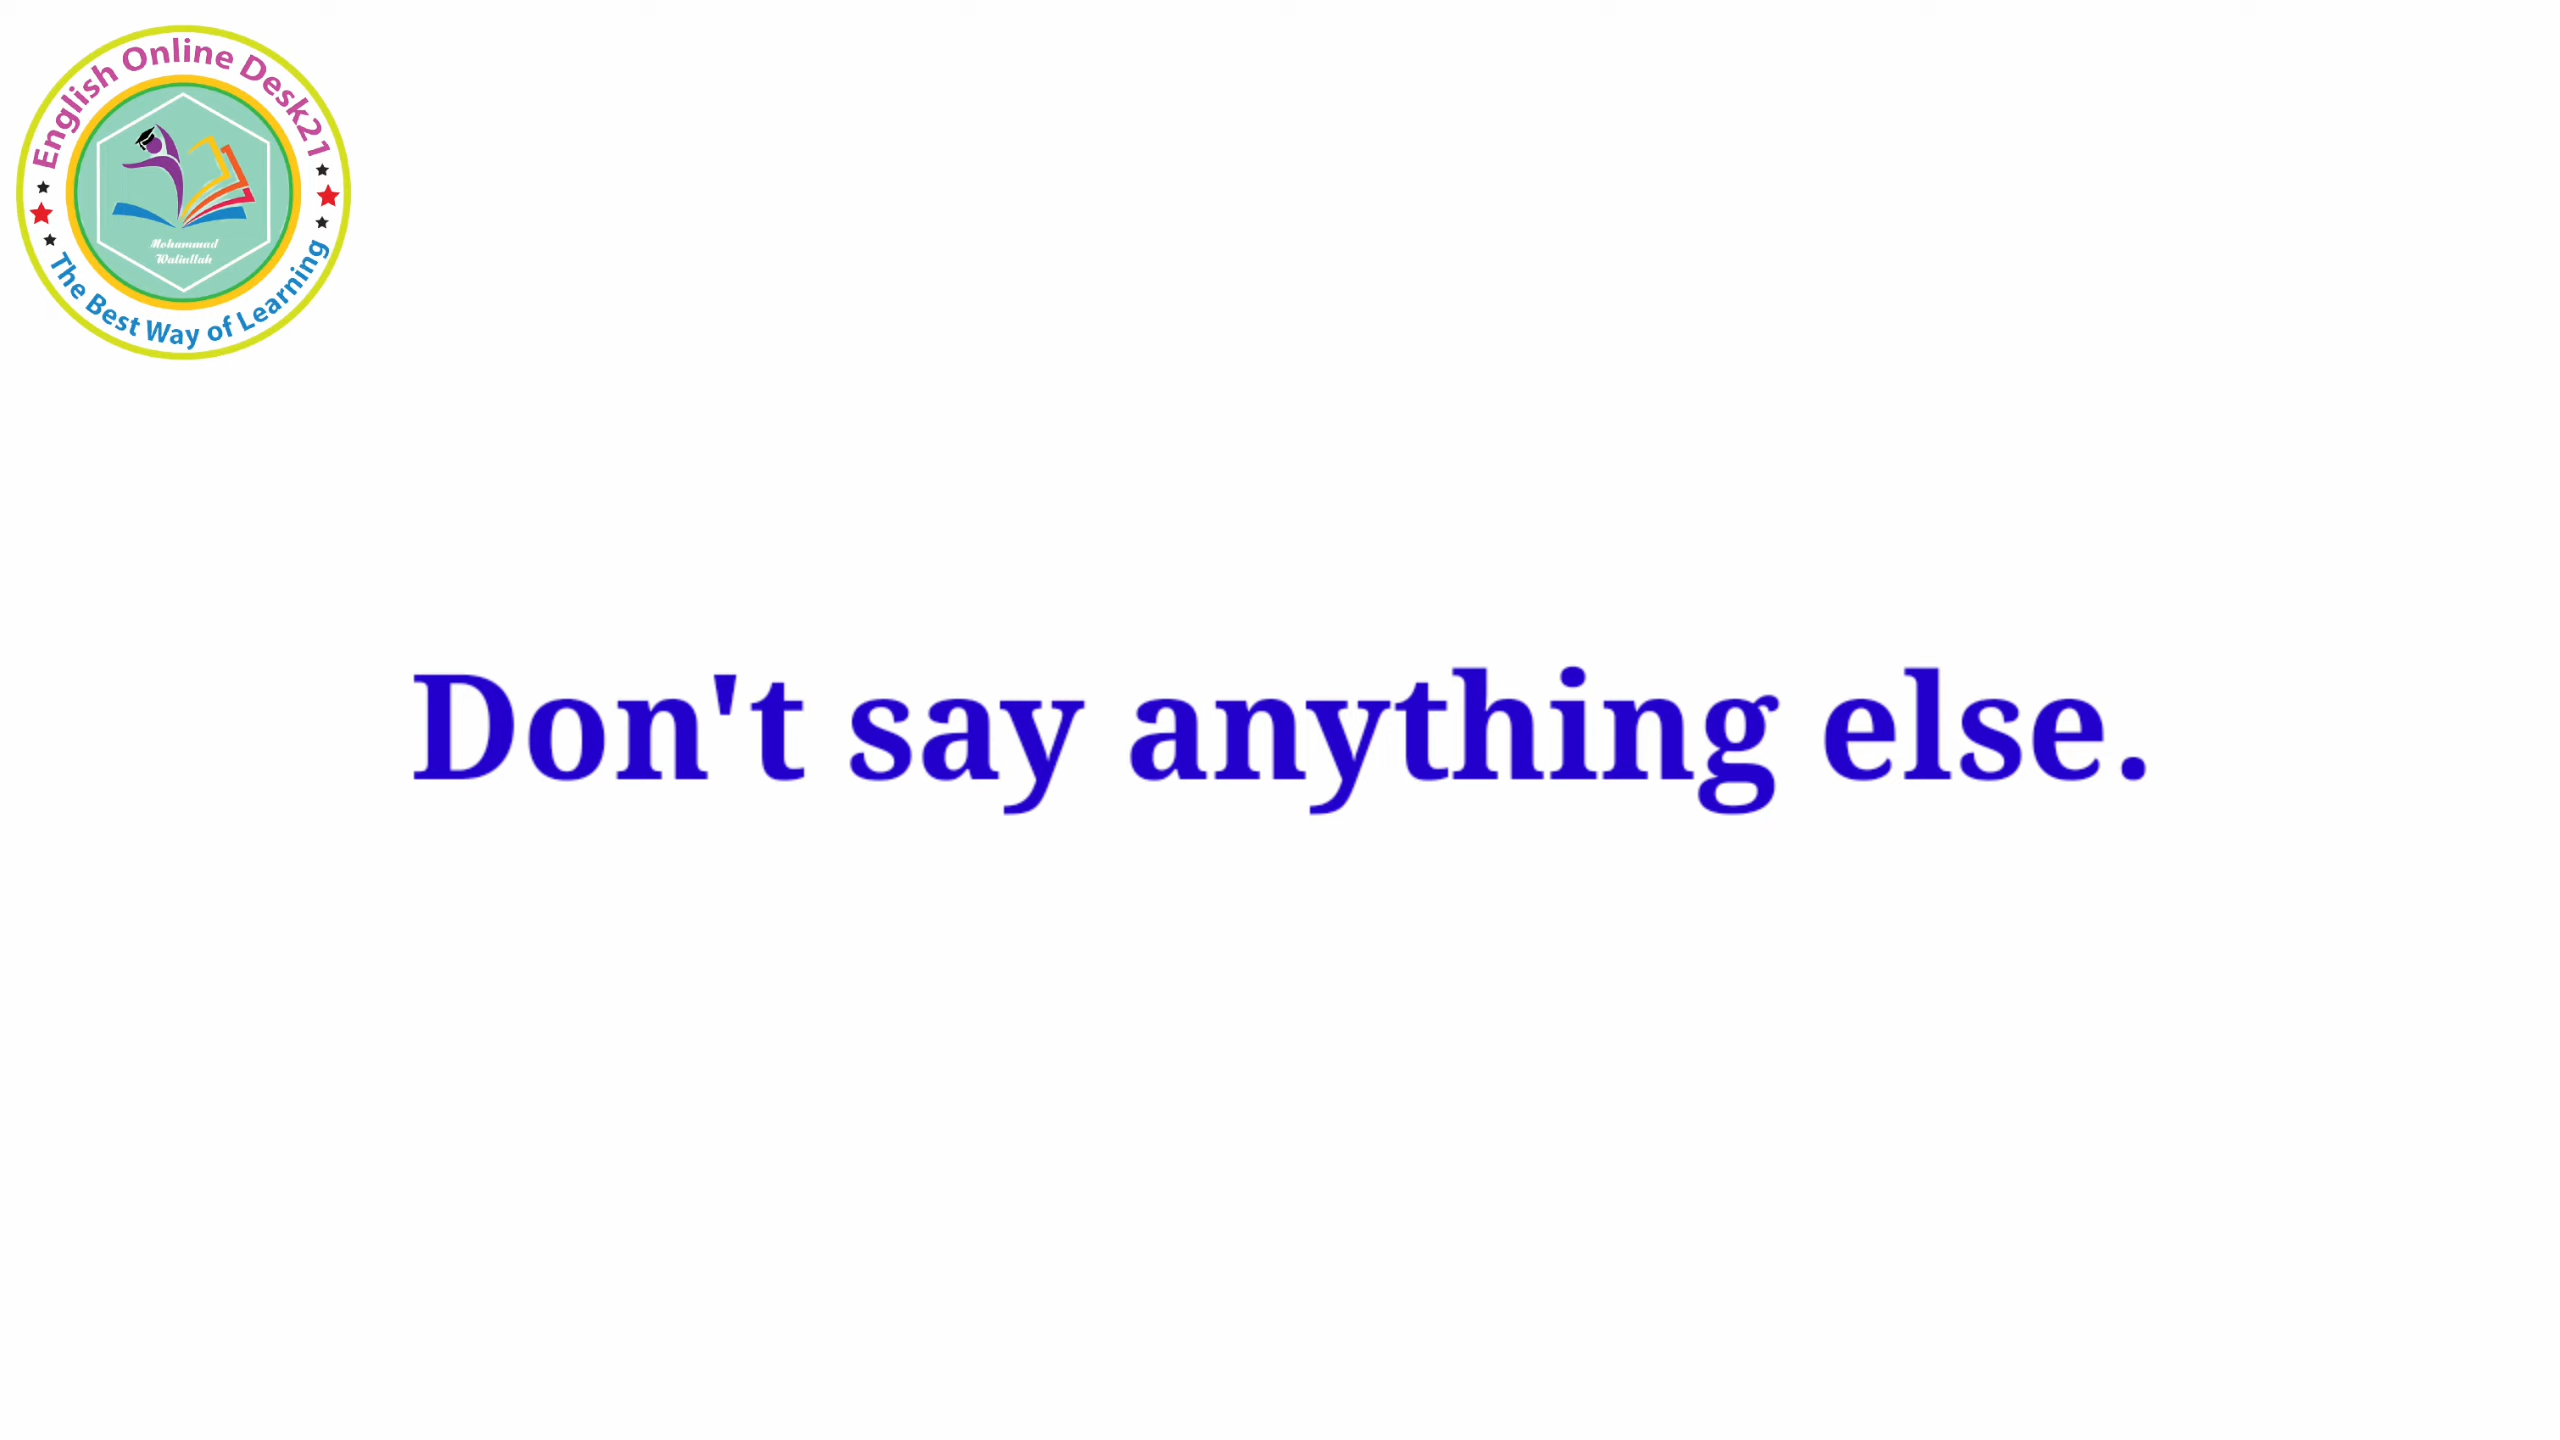 English Online Desk21
Mohammad
Waliullah
The Best Way of Learning
Don't say anything else.